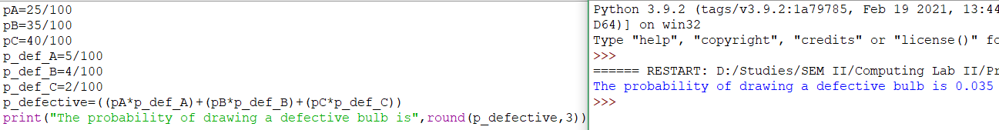 pA=25/100
pB=35/100
pC=40/100
p_def_A=5/100
p_def_B=4/100
p_def_C=2/100
p_defective=((pA*p_def_A)+(pB*p_def_B)+(pC*p_def_C))
print("The probability of drawing a defective bulb is",round(p_defective,3))
Python 3.9.2 (tags/v3.9.2:1a79785, Feb 19 2021, 13:44
D64)] on win32
Type "help", "copyright", "credits" or "license()" fo
>>>
====== RESTART: D:/Studies/SEM II/Computing Lab II/Pr
The probability of drawing a defective bulb is 0.035
>>>